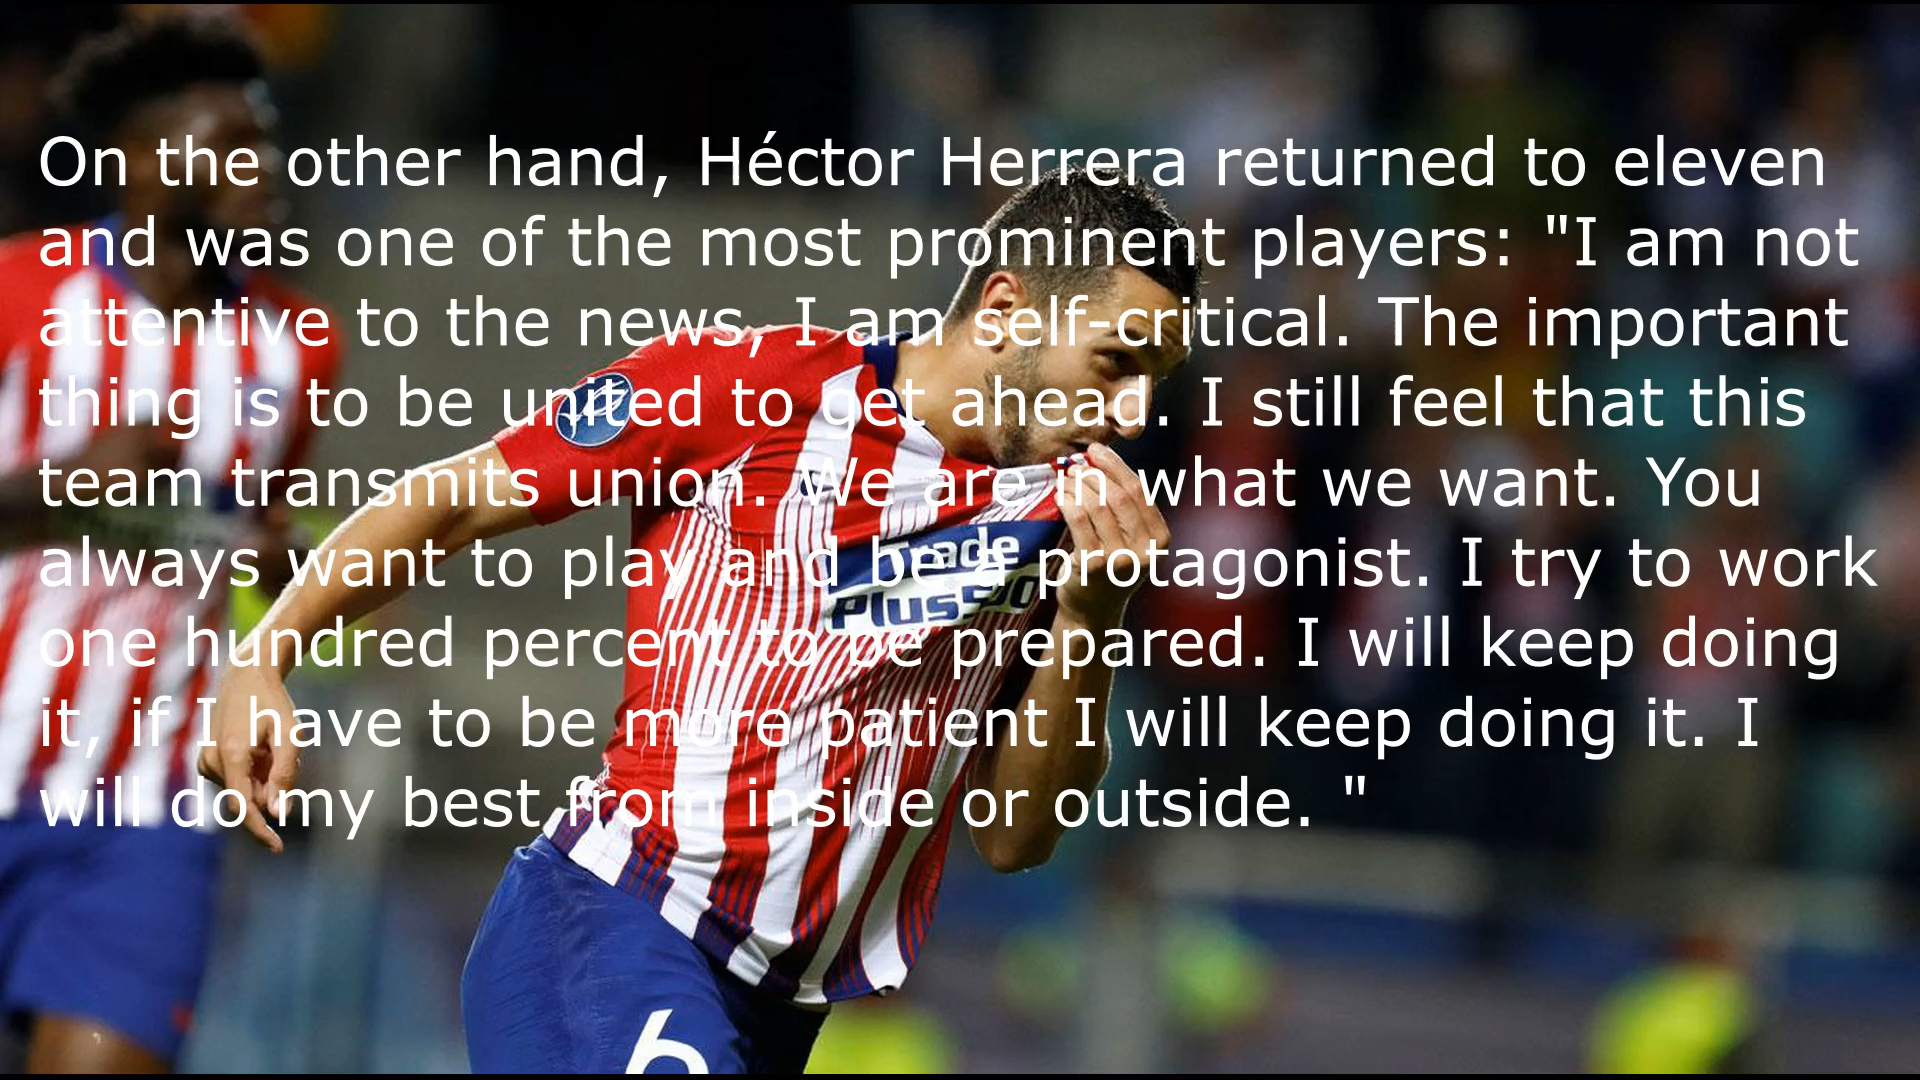 On the other hand, Héctor Herrera returned to eleven
and was one of the most prominent players: "I am not
attentive to the news, I am self-critical. The important
thing is to be united to get ahead. I still feel that this
team transmits union. We are in what we want. You
always want to play and be a protagonist. I try to work
one hundred percent to be prepared. I will keep doing
it, if I have to be more patient I will keep doing it. I
will do my best from inside or outside. "
Trade
Plus500
6